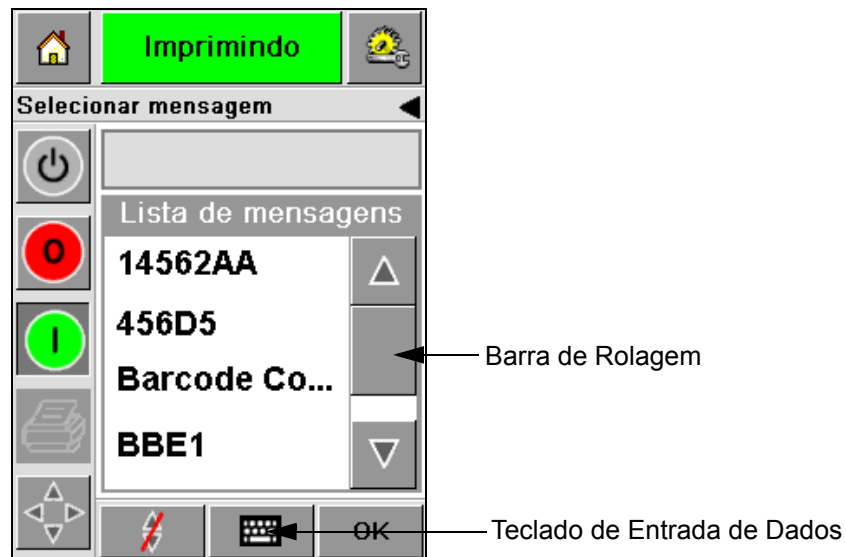 Imprimindo
Selecionar mensagem
Lista de mensagens
14562AA
456D5
Barcode Co...
BBE1
O
I
OK
Barra de Rolagem
Teclado de Entrada de Dados